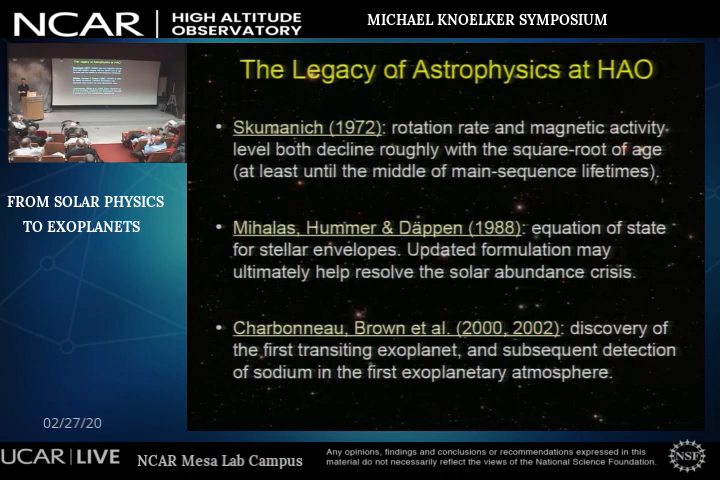 NCAR | HIGH ALTITUDE
OBSERVATORY
MICHAEL KNOELKER SYMPOSIUM
FROM SOLAR PHYSICS
TO EXOPLANETS
The Legacy of Astrophysics at HAO
• Skumanich (1972): rotation rate and magnetic activity
level both decline roughly with the square-root of age
(at least until the middle of main-sequence lifetimes).
• Mihalas, Hummer & Däppen (1988): equation of state
for stellar envelopes. Updated formulation may
ultimately help resolve the solar abundance crisis.
• Charbonneau, Brown et al. (2000, 2002): discovery of
the first transiting exoplanet, and subsequent detection
of sodium in the first exoplanetary atmosphere.
02/27/20
UCAR | LIVE
NCAR Mesa Lab Campus
Any opinions, findings and conclusions or recommendations expressed in this
material do not necessarily reflect the views of the National Science Foundation.
NSF